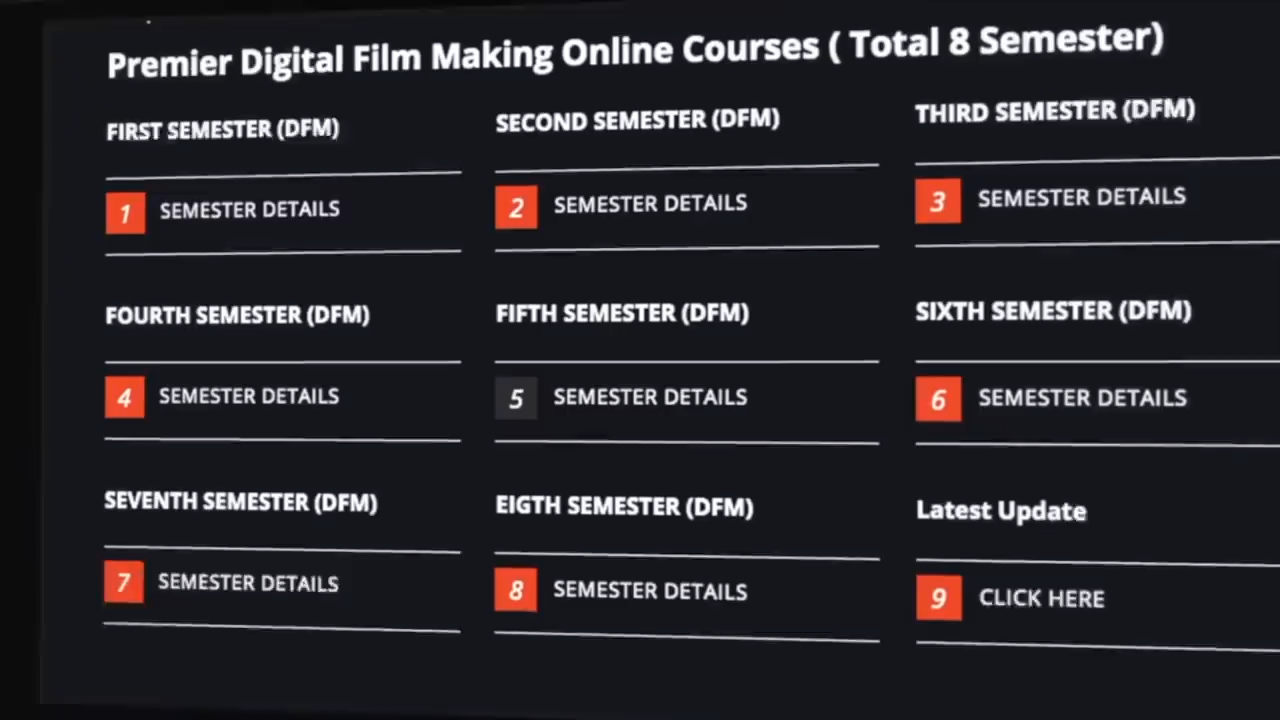 Premier Digital Film Making Online Courses ( Total 8 Semester)
FIRST SEMESTER (DFM)
1 SEMESTER DETAILS
SECOND SEMESTER (DFM)
2 SEMESTER DETAILS
THIRD SEMESTER (DFM)
3 SEMESTER DETAILS
FOURTH SEMESTER (DFM)
4 SEMESTER DETAILS
FIFTH SEMESTER (DFM)
5 SEMESTER DETAILS
SIXTH SEMESTER (DFM)
6 SEMESTER DETAILS
SEVENTH SEMESTER (DFM)
7 SEMESTER DETAILS
EIGTH SEMESTER (DFM)
8 SEMESTER DETAILS
Latest Update
9 CLICK HERE